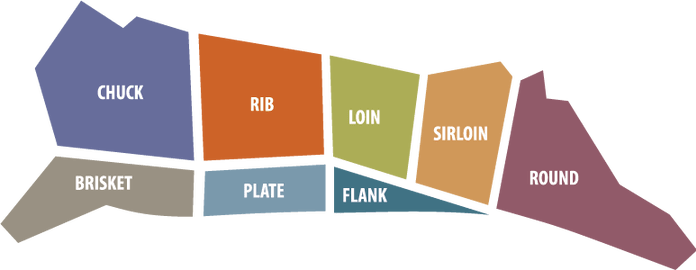 CHUCK
RIB
LOIN
SIRLOIN
ROUND
BRISKET
PLATE
FLANK